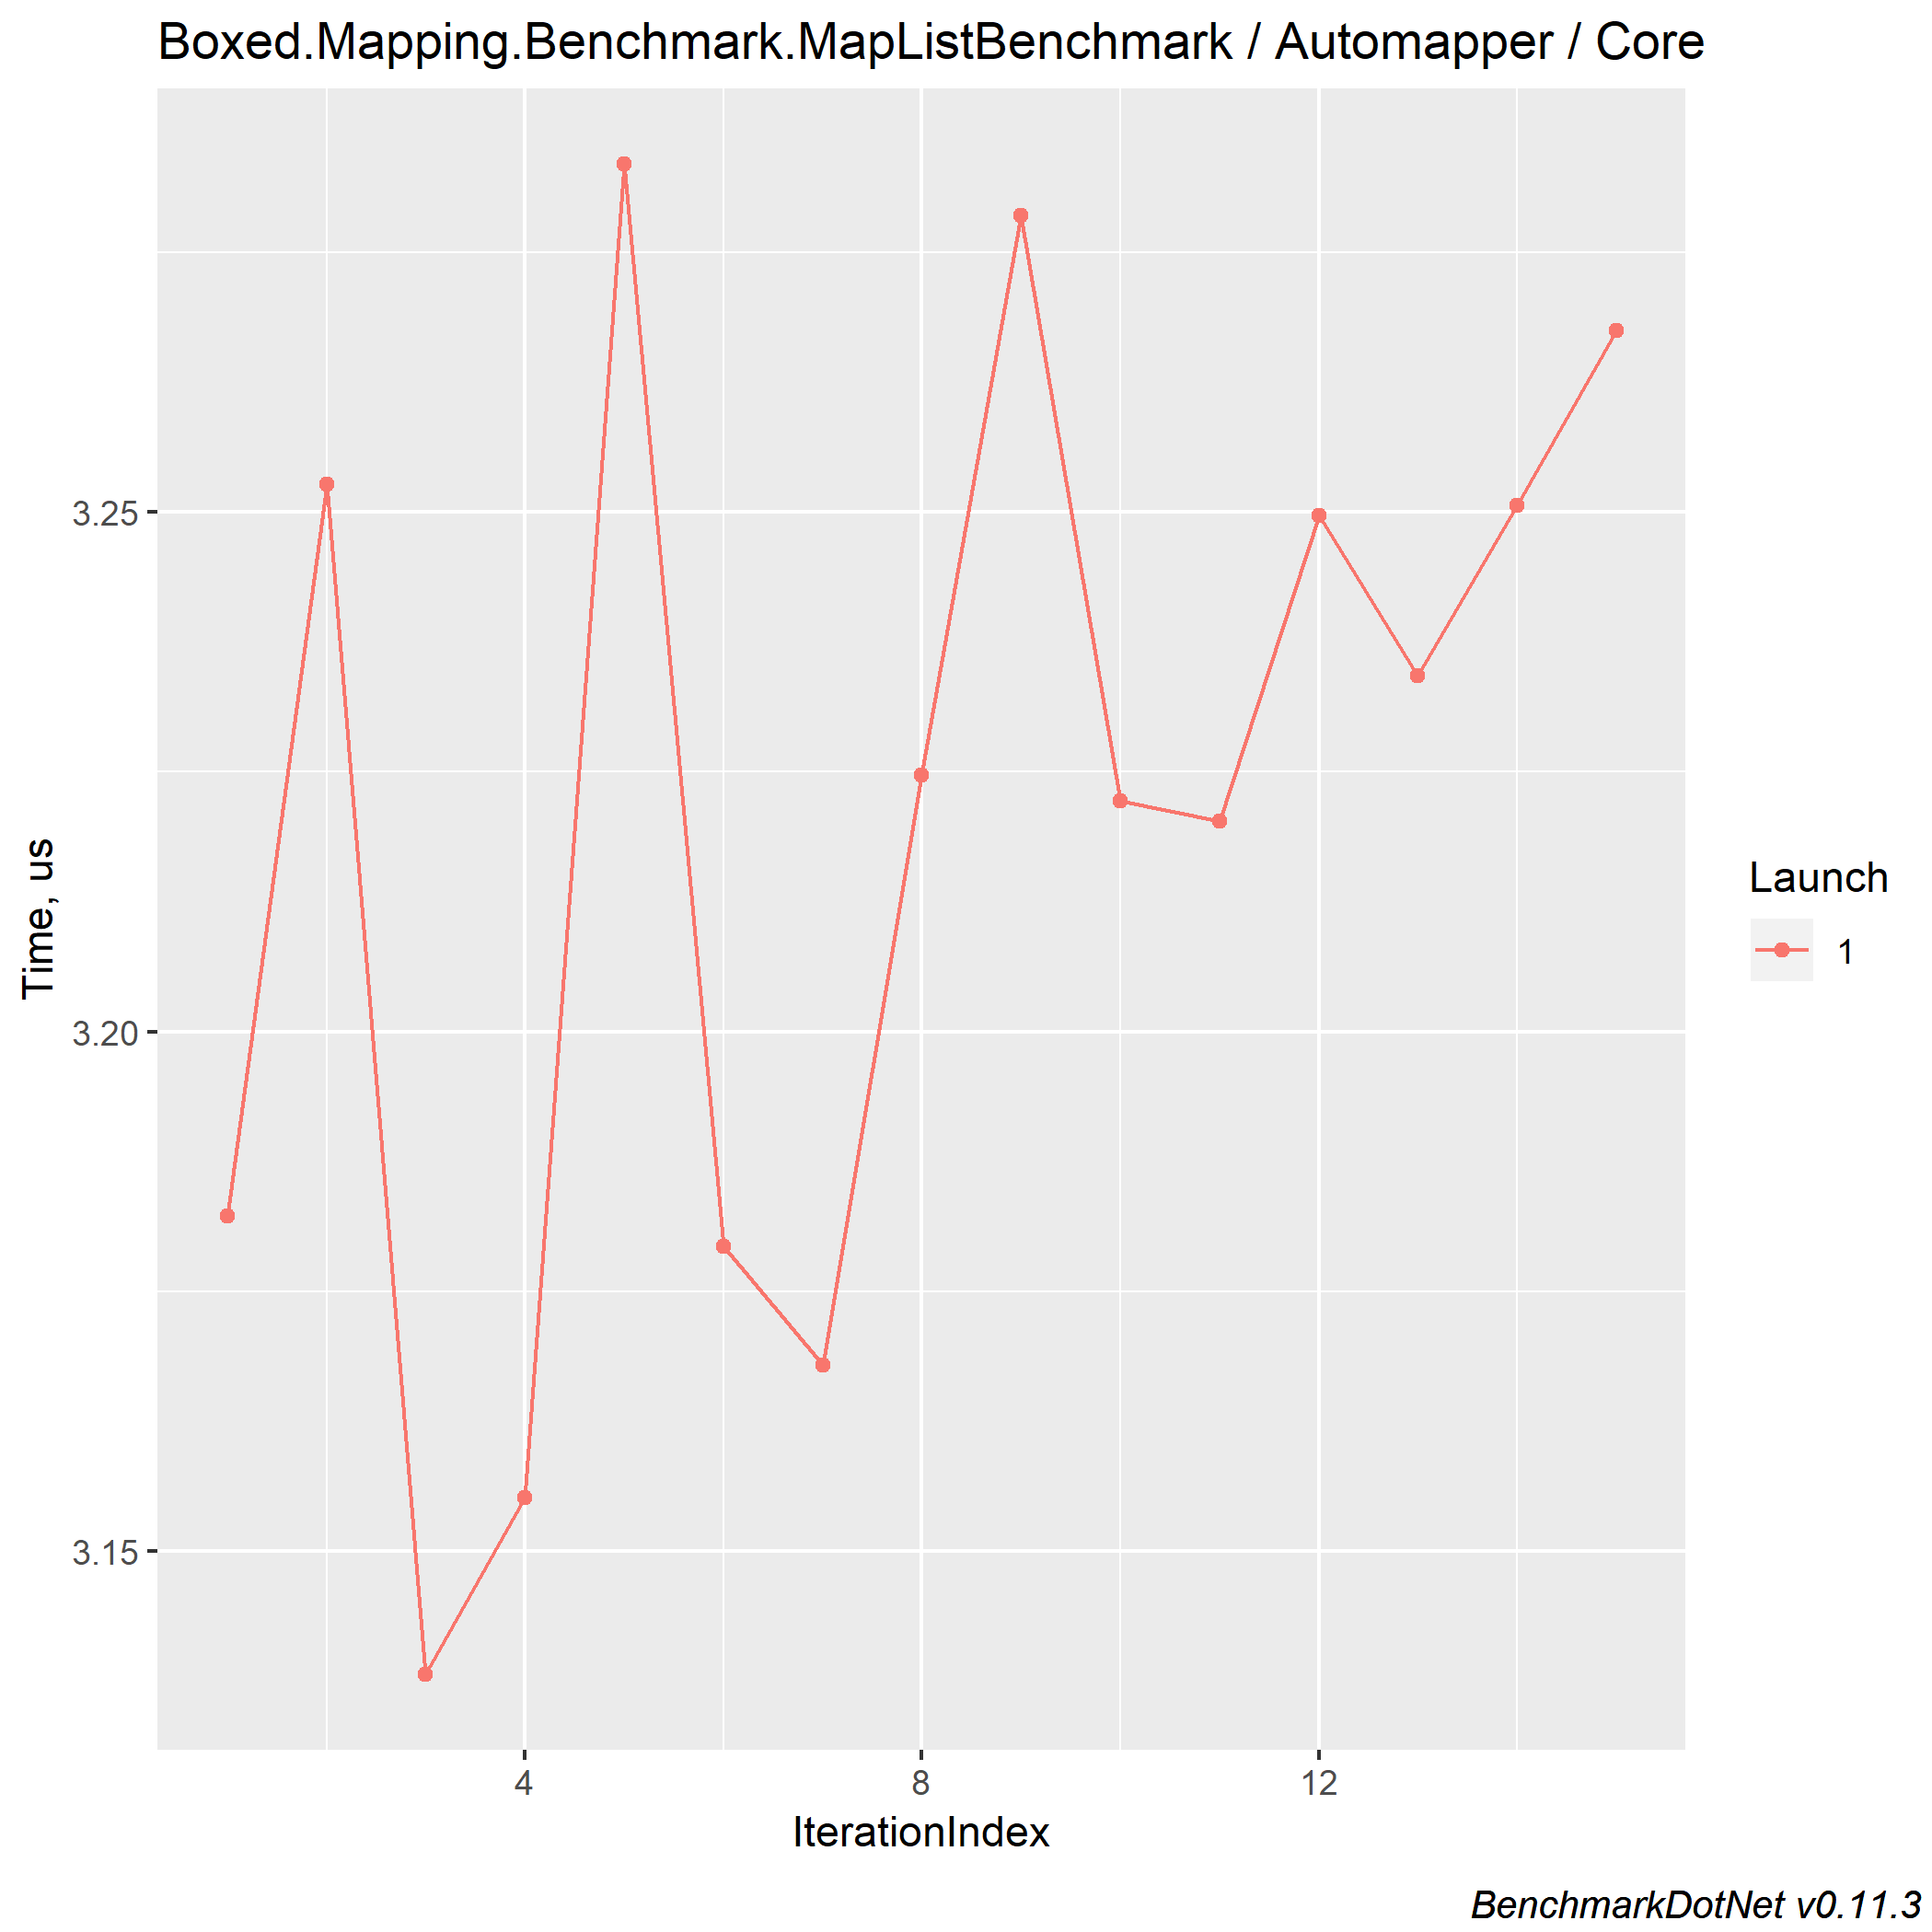 Boxed.Mapping.Benchmark.MapListBenchmark / Automapper / Core
Time, us
3.25
3.20
3.15
4
8
12
IterationIndex
Launch
1
BenchmarkDotNet v0.11.3